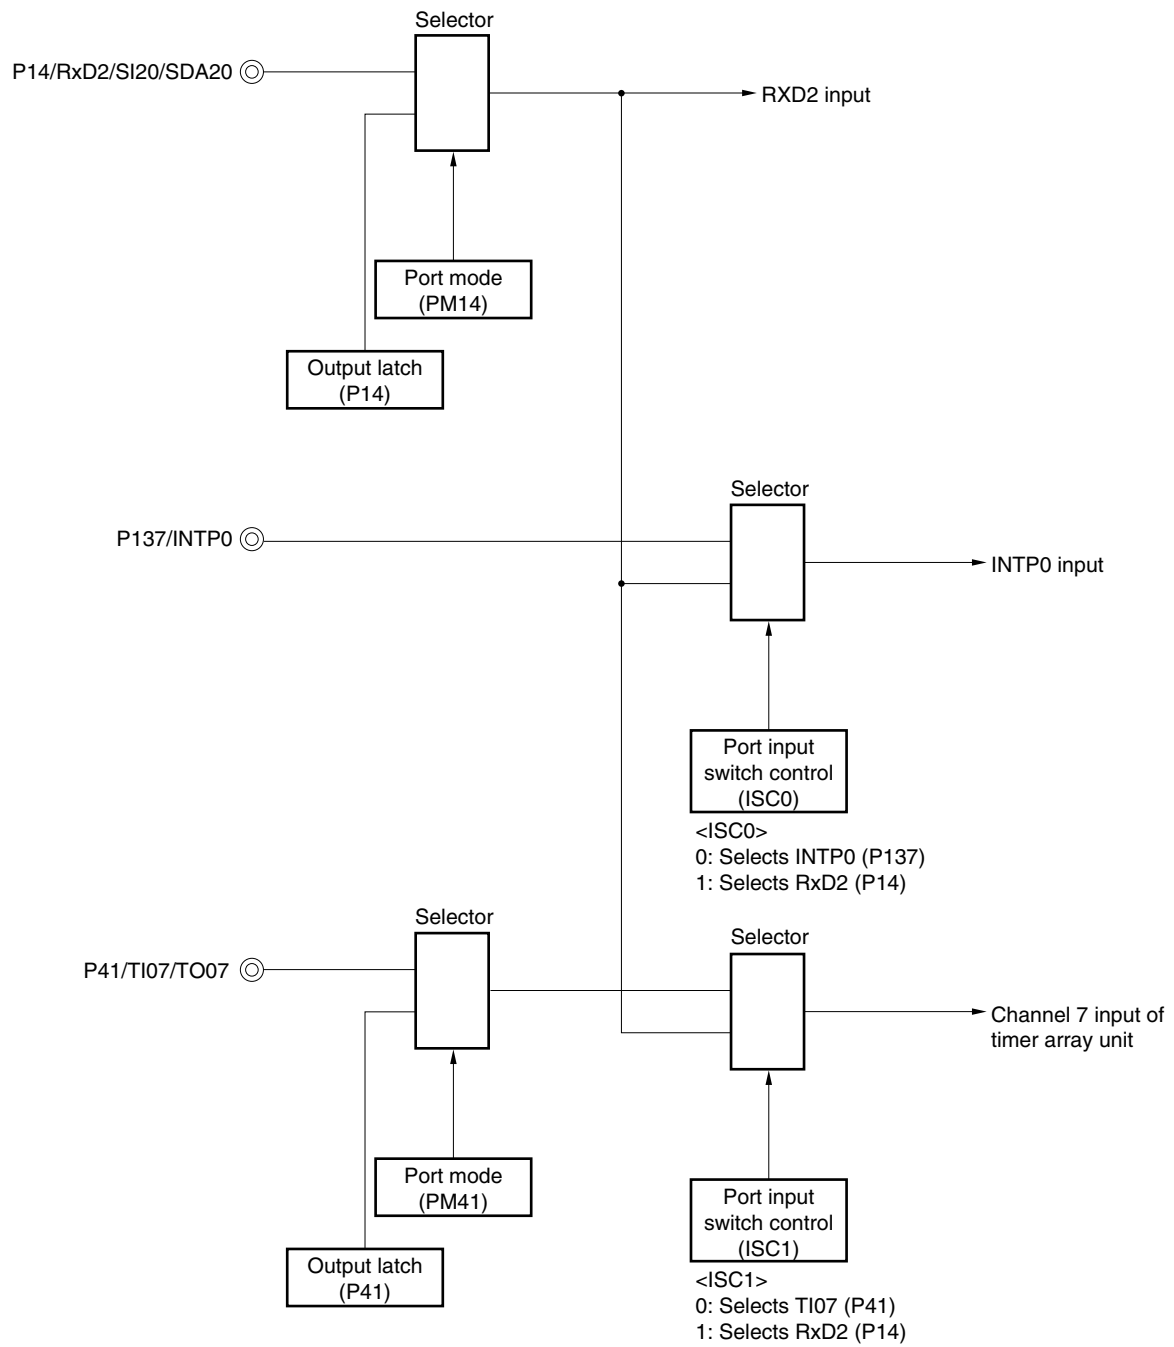 Selector
P14/RxD2/SI20/SDA20
RXD2 input
Port mode
(PM14)
Output latch
(P14)
Selector
P137/INTP0
INTP0 input
Port input
switch control
(ISC0)
<ISC0>
0: Selects INTP0 (P137)
1: Selects RxD2 (P14)
Selector
Selector
P41/TI07/TO07
Channel 7 input of
timer array unit
Port mode
(PM41)
Port input
switch control
(ISC1)
Output latch
(P41)
<ISC1>
0: Selects TI07 (P41)
1: Selects RxD2 (P14)